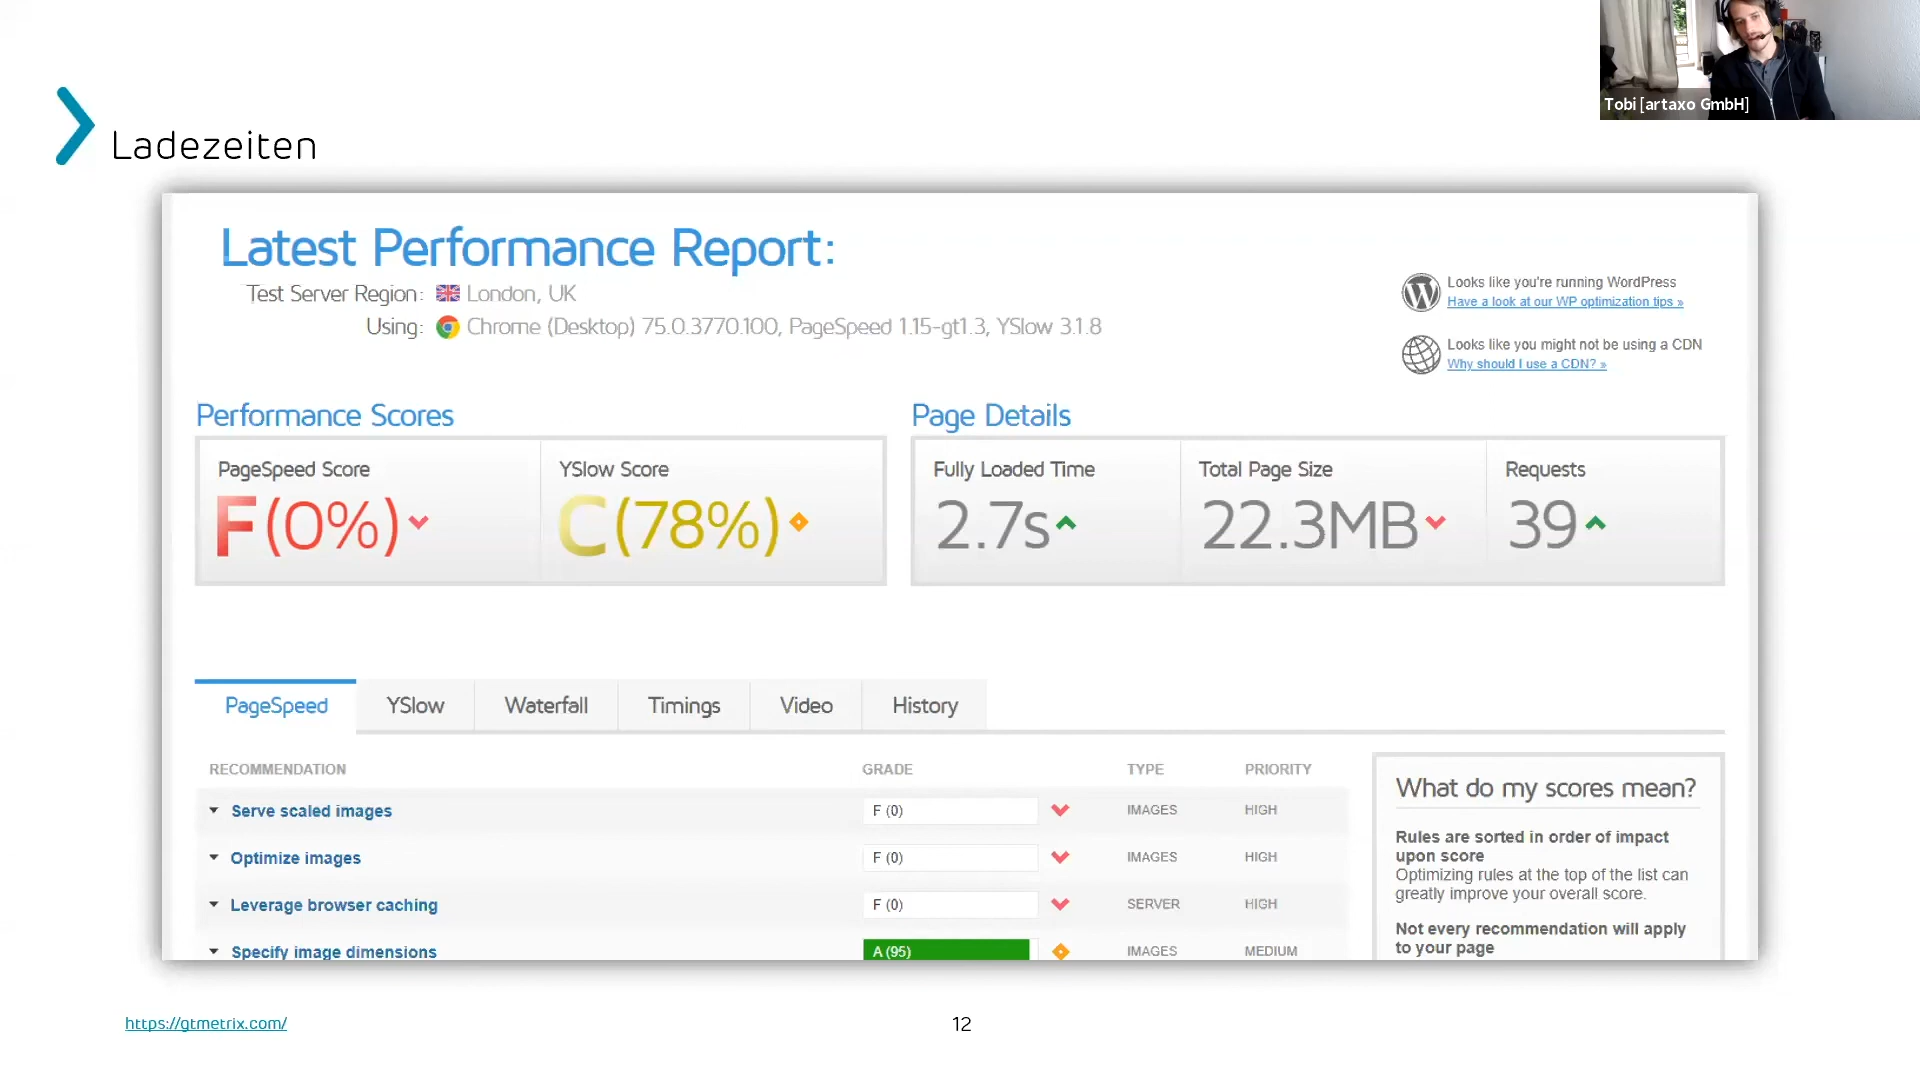 Tobi [artaxo GmbH]
Ladezeiten
Latest Performance Report:
Test Server Region: London, UK
Using: Chrome (Desktop) 75.0.3770.100, PageSpeed 1.15-gt1.3, YSlow 3.1.8
Looks like you're running WordPress
Have a look at our WP optimization tips »
Looks like you might not be using a CDN
Why should I use a CDN? »
Performance Scores
PageSpeed Score
F(0%)
YSlow Score
C(78%)
Page Details
Fully Loaded Time
2.7s
Total Page Size
22.3MB
Requests
39
PageSpeed YSlow Waterfall Timings Video History
RECOMMENDATION GRADE TYPE PRIORITY
Serve scaled images F (0) IMAGES HIGH
Optimize images F (0) IMAGES HIGH
Leverage browser caching F (0) SERVER HIGH
Specify image dimensions A (95) IMAGES MEDIUM
What do my scores mean?
Rules are sorted in order of impact
upon score
Optimizing rules at the top of the list can
greatly improve your overall score.
Not every recommendation will apply
to your page
https://gtmetrix.com/
12